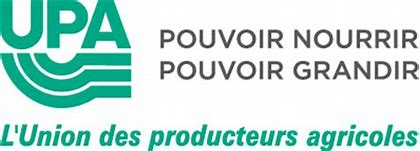 UPA
POUVOIR NOURRIR
POUVOIR GRANDIR
L'Union des producteurs agricoles